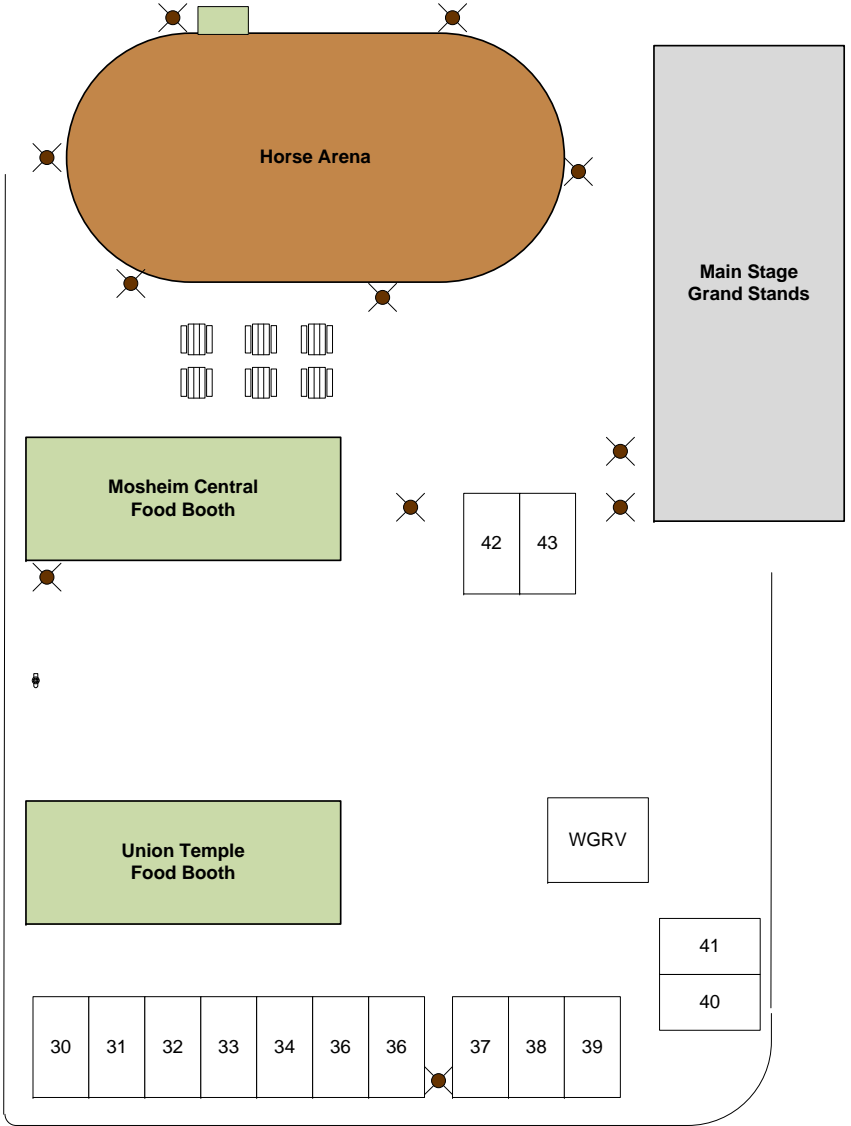 Horse Arena
Main Stage
Grand Stands
Mosheim Central
Food Booth
42 43
WGRV
Union Temple
Food Booth
41
40
30 31 32 33 34 36 36 37 38 39